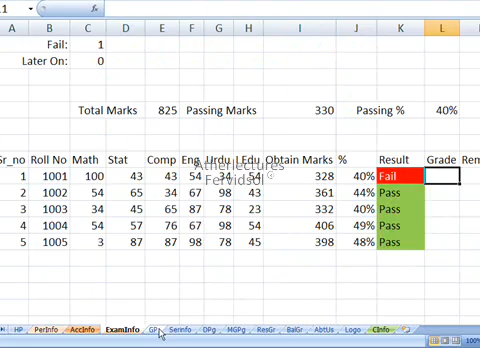 .1 fx
A B C D E F G H I J K L
Fail: 1
Later On: 0
Total Marks 825 Passing Marks 330 Passing % 40%
Sr_no Roll No Math Stat Comp Eng Urdu I.Edu Obtain Marks % Result Grade Rem
1 1001 100 43 43 54 34 54 328 40% Fail
2 1002 54 65 34 67 98 43 361 44% Pass
3 1003 34 45 65 87 78 23 332 40% Pass
4 1004 54 57 76 67 98 54 406 49% Pass
5 1005 3 87 87 98 78 45 398 48% Pass
Atherlectures
Fervidsol
HP PerInfo AccInfo ExamInfo GP SerInfo DPg MGPg ResGr BalGr AbtUs Logo CInfo
100%